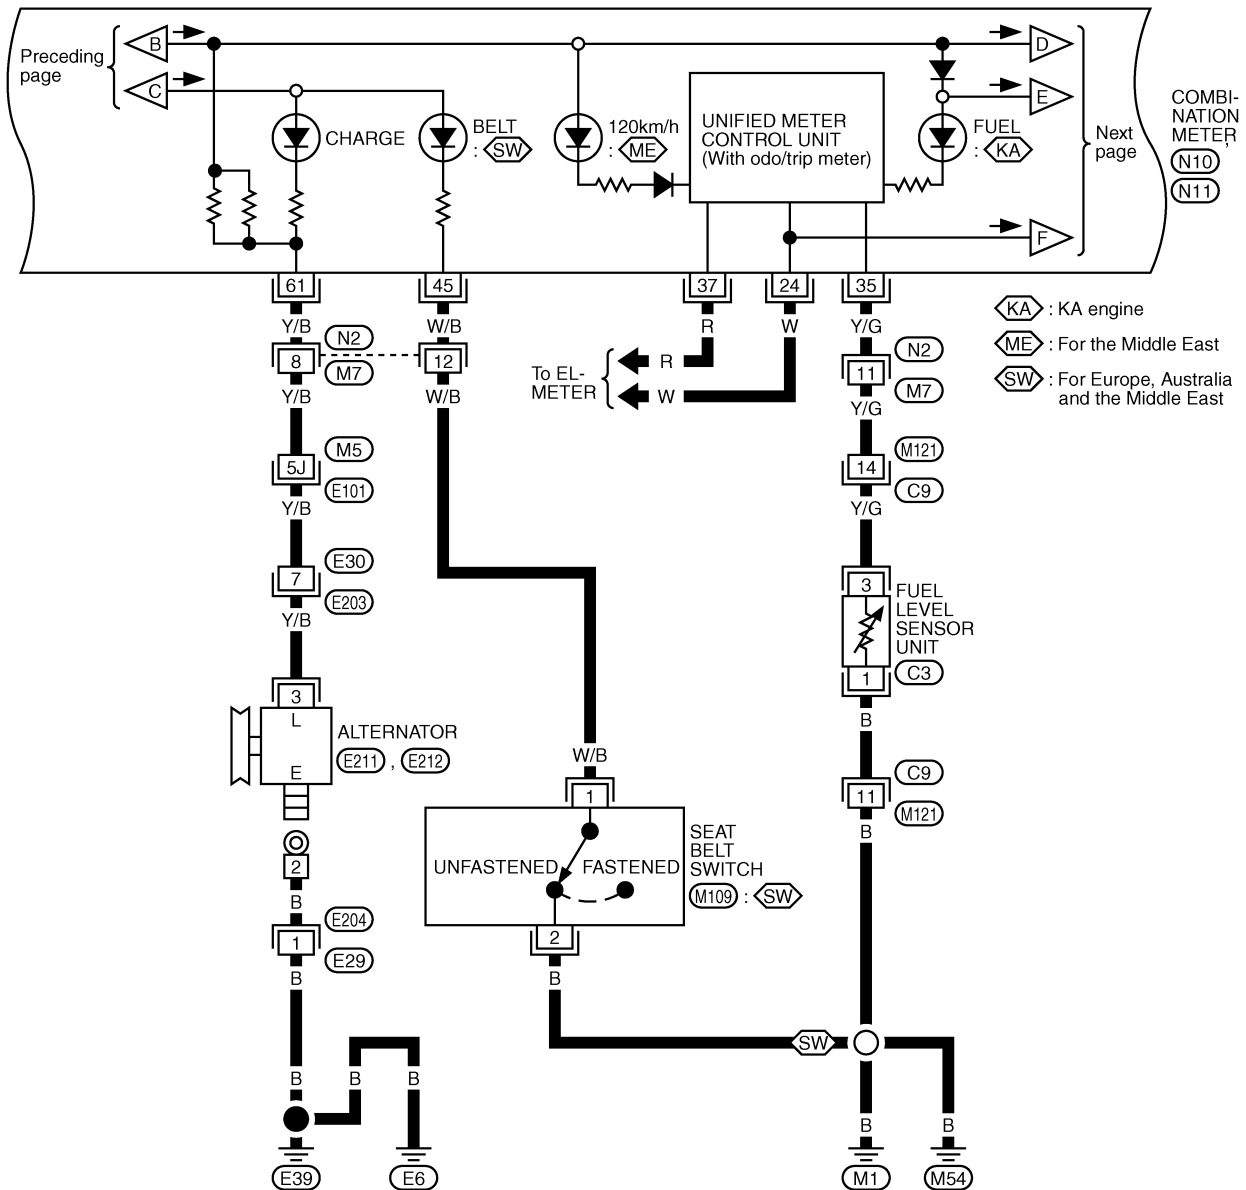 Preceding
page
B
C
CHARGE
BELT
: SW
120km/h
: ME
UNIFIED METER
CONTROL UNIT
(With odo/trip meter)
FUEL
: KA
D
E
F
Next
page
COMBI-
NATION
METER,
N10
N11
61
45
37
24
35
Y/B
W/B
R
W
Y/G
KA : KA engine
ME : For the Middle East
SW : For Europe, Australia
and the Middle East
8
N2
M7
12
To EL-
METER
R
W
11
N2
M7
Y/B
W/B
Y/G
5J
M5
E101
14
M121
C9
Y/B
Y/G
7
E30
E203
Y/B
3
FUEL
LEVEL
SENSOR
UNIT
1
C3
B
3
L
E
ALTERNATOR
E211 , E212
W/B
11
C9
M121
B
1
UNFASTENED
FASTENED
SEAT
BELT
SWITCH
M109 : SW
2
B
2
B
1
E204
E29
B
SW
B
B
B
B
B
E39
E6
M1
M54